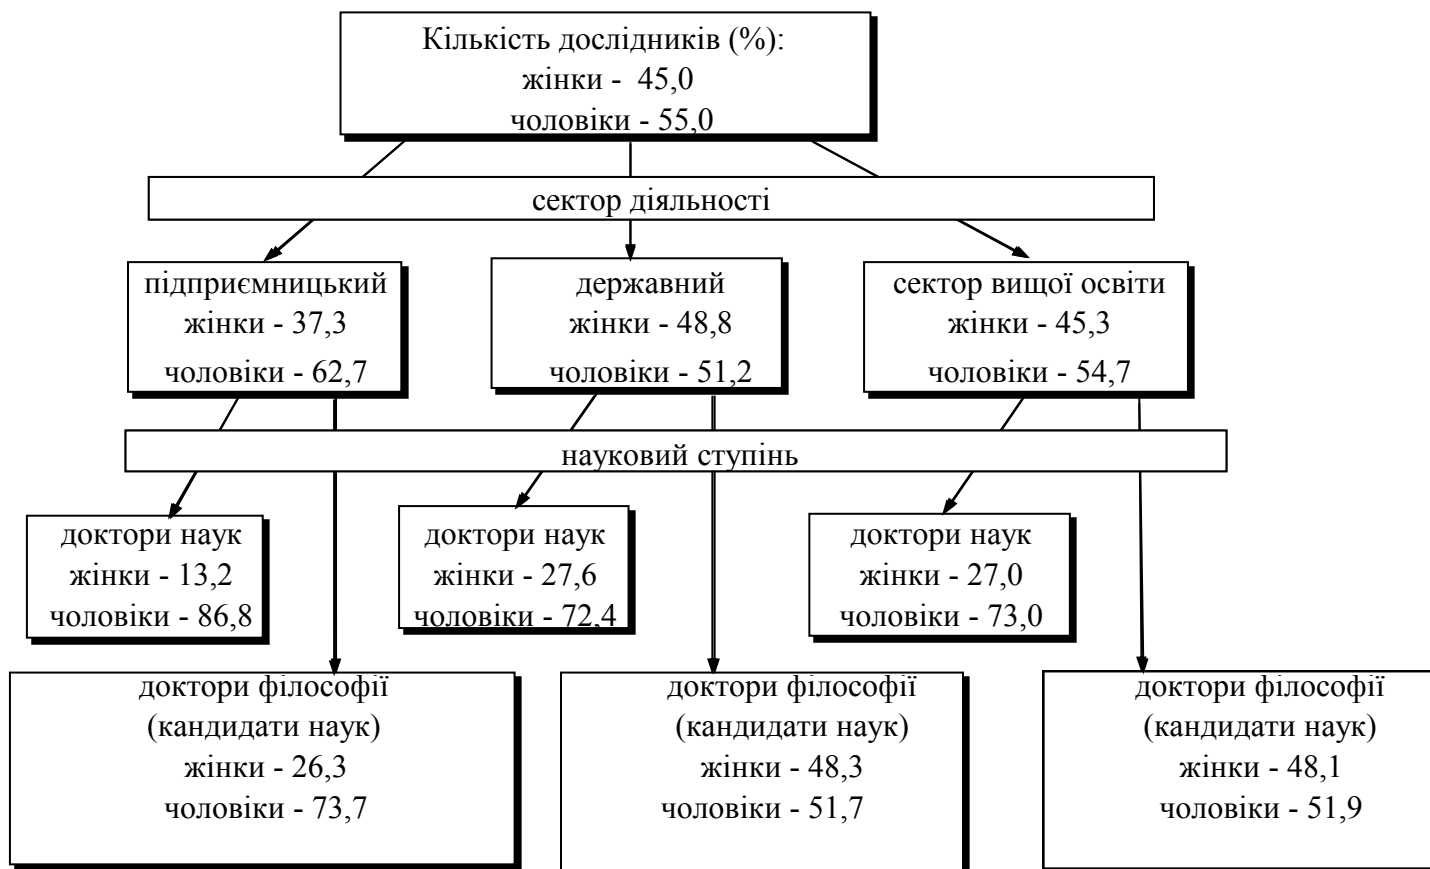 Кількість дослідників (%):
жінки - 45,0
чоловіки - 55,0
сектор діяльності
підприємницький
жінки - 37,3
чоловіки - 62,7
державний
жінки - 48,8
чоловіки - 51,2
сектор вищої освіти
жінки - 45,3
чоловіки - 54,7
науковий ступінь
доктори наук
жінки - 13,2
чоловіки - 86,8
доктори наук
жінки - 27,6
чоловіки - 72,4
доктори наук
жінки - 27,0
чоловіки - 73,0
доктори філософії
(кандидати наук)
жінки - 26,3
чоловіки - 73,7
доктори філософії
(кандидати наук)
жінки - 48,3
чоловіки - 51,7
доктори філософії
(кандидати наук)
жінки - 48,1
чоловіки - 51,9